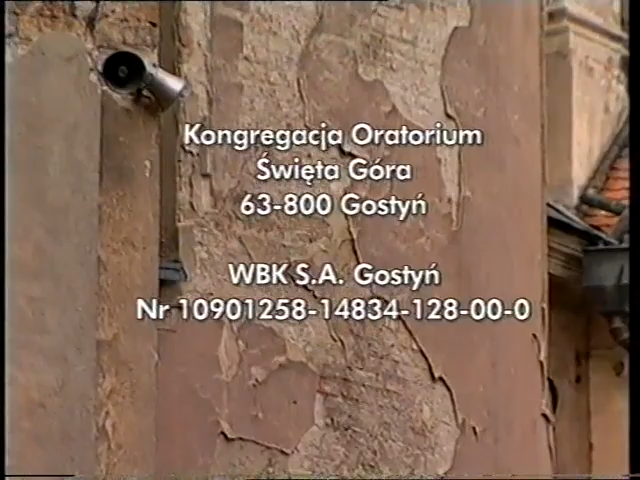 Kongregacja Oratorium
Święta Góra
63-800 Gostyń
WBK S.A. Gostyń
Nr 10901258-14834-128-00-0